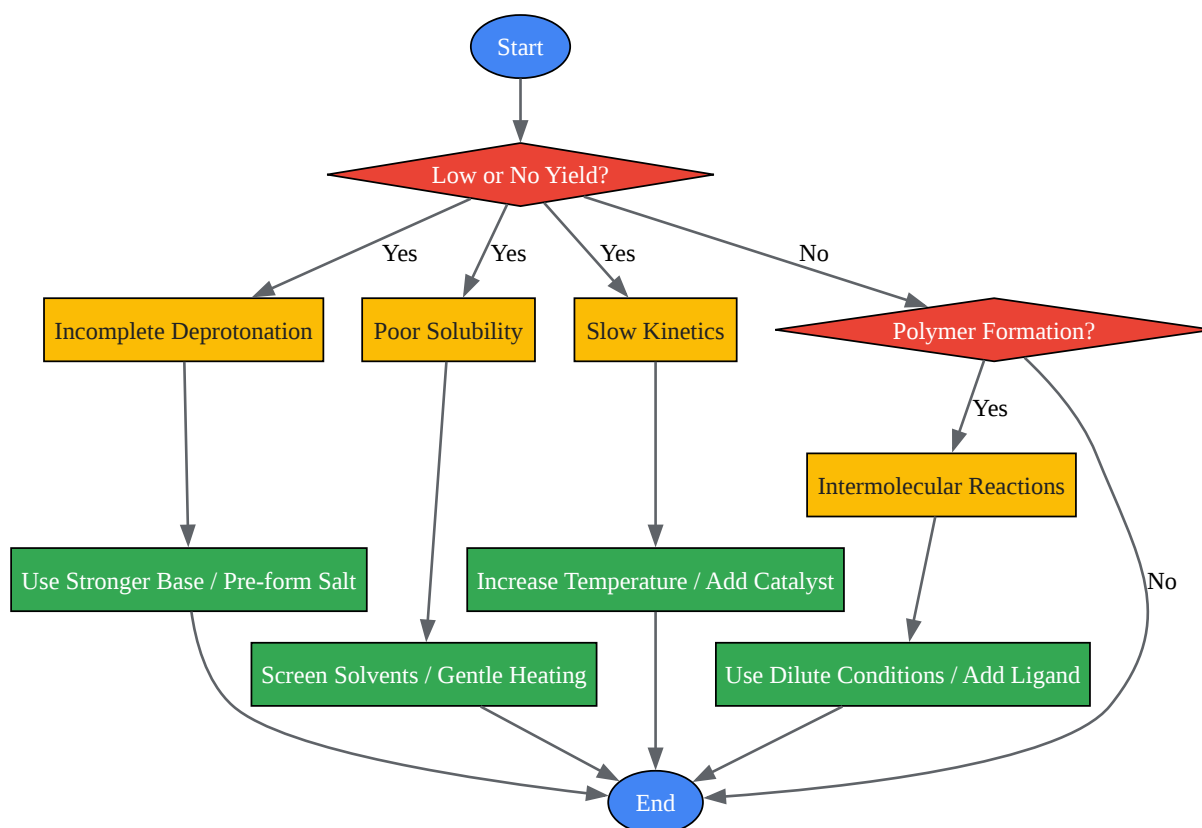 Start
Low or No Yield?
Yes
Yes
Yes
No
Incomplete Deprotonation
Poor Solubility
Slow Kinetics
Polymer Formation?
Yes
Intermolecular Reactions
Use Stronger Base / Pre-form Salt
Increase Temperature / Add Catalyst
No
Screen Solvents / Gentle Heating
Use Dilute Conditions / Add Ligand
End